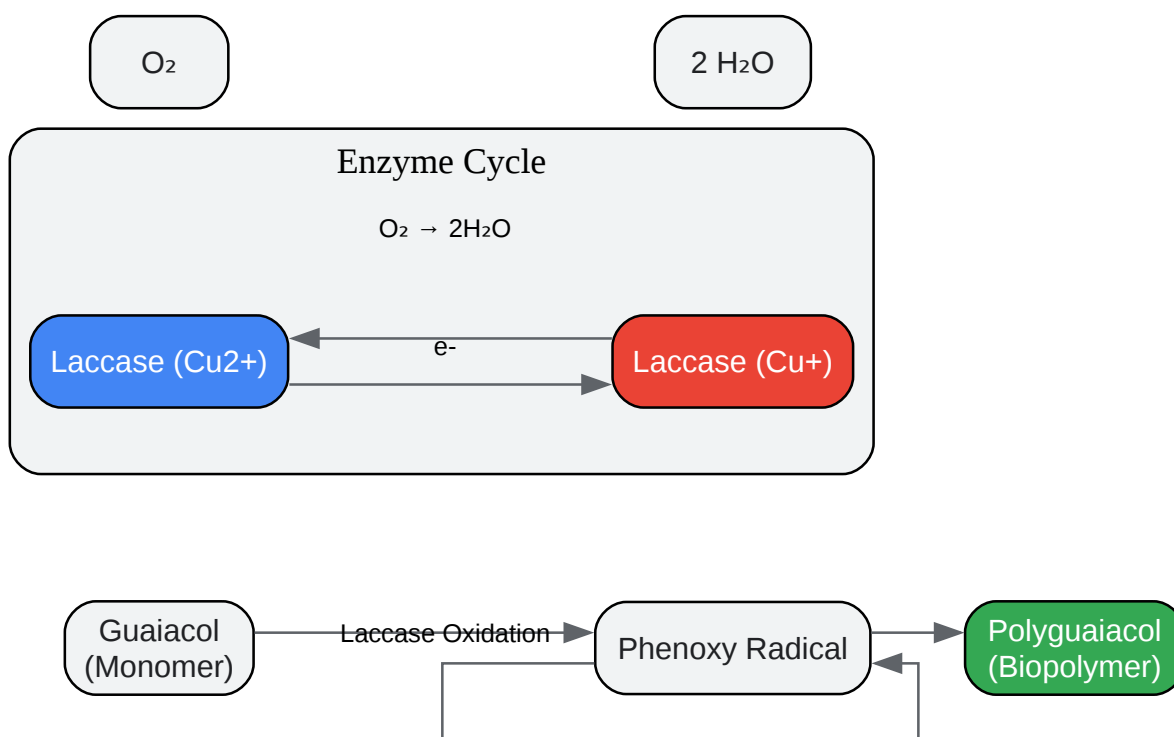 O₂
2 H₂O
Enzyme Cycle
O₂ → 2H₂O
Laccase (Cu2+)
e-
Laccase (Cu+)
Guaiacol
(Monomer)
Laccase Oxidation
Phenoxy Radical
Polyguaiacol
(Biopolymer)